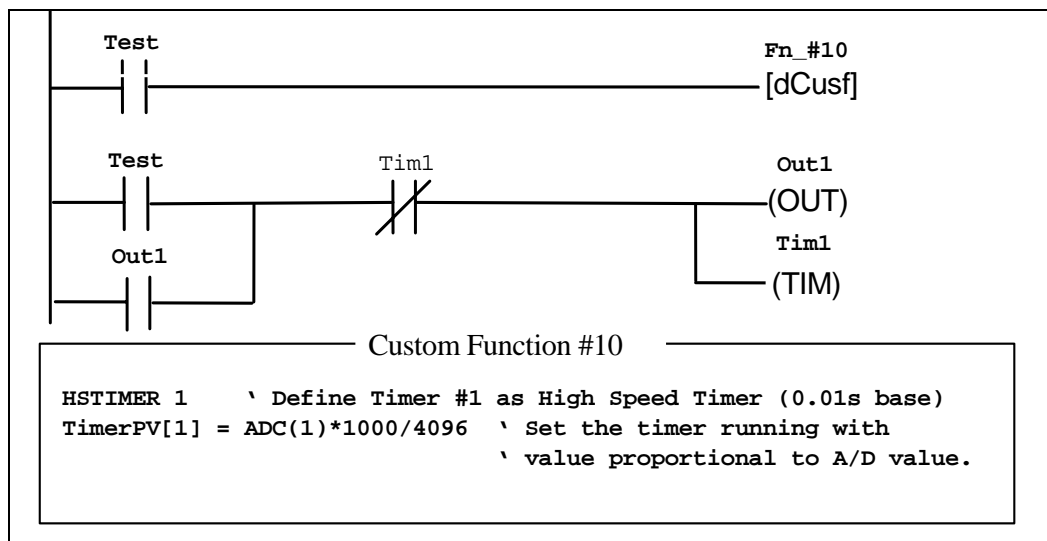 Test
Fn_#10
[dCusf]
Test
Tim1
Out1
(OUT)
Out1
Tim1
(TIM)
Custom Function #10
HSTIMER 1 ‘ Define Timer #1 as High Speed Timer (0.01s base)
TimerPV[1] = ADC(1)*1000/4096 ‘ Set the timer running with
‘ value proportional to A/D value.